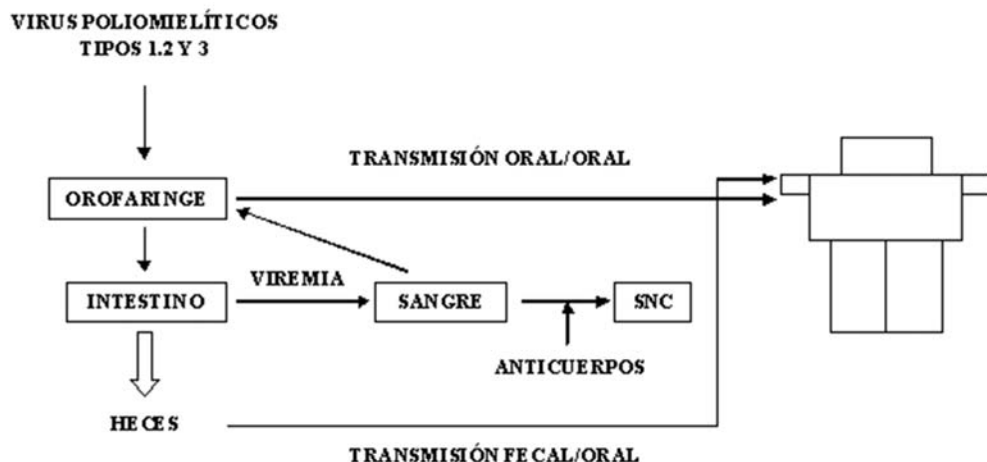 VIRUS POLIOMIELÍTICOS
TIPOS 1.2 Y 3
TRANSMISIÓN ORAL/ORAL
OROFARINGE
VIREMIA
INTESTINO
SANGRE
SNC
ANTICUERPOS
HECES
TRANSMISIÓN FECAL/ORAL